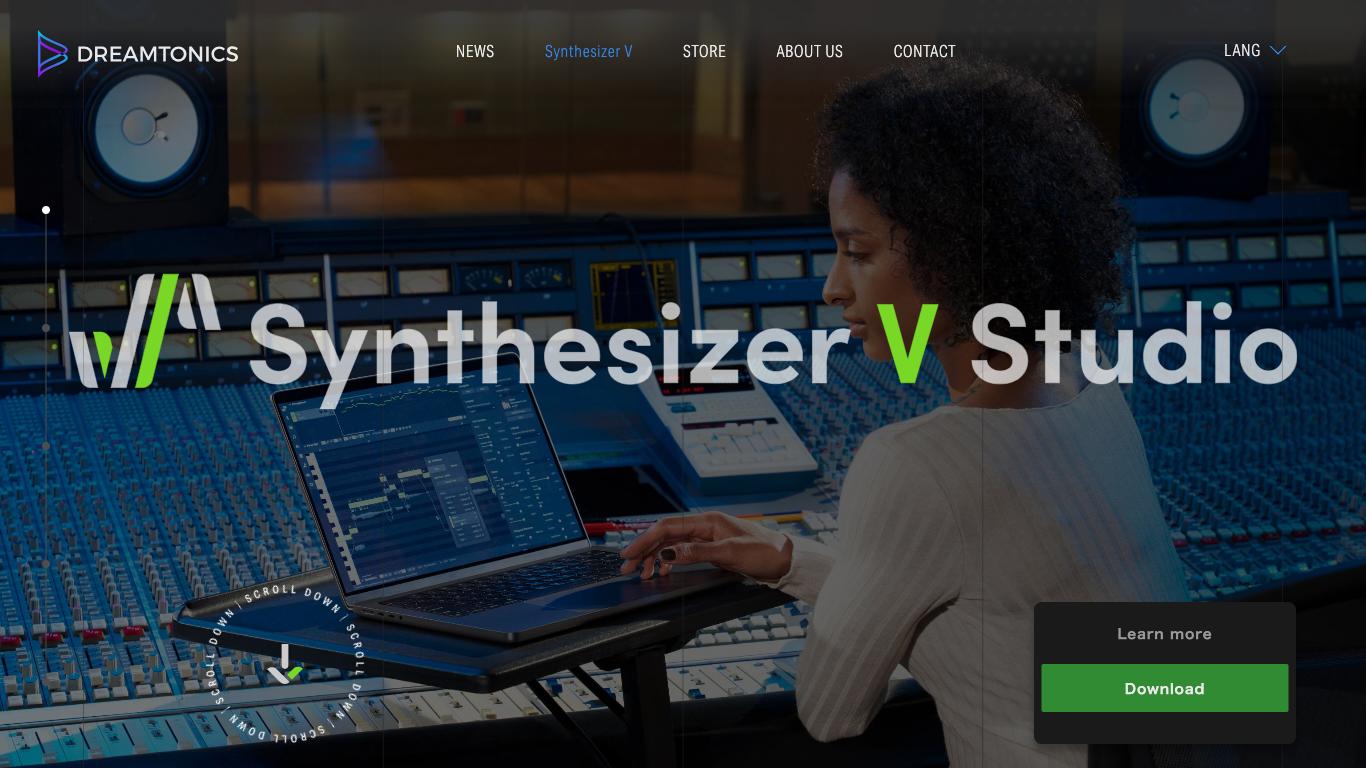 DREAMTONICS
NEWS
Synthesizer V
STORE
ABOUT US
CONTACT
LANG
Synthesizer V Studio
SCROLL DOWN | SCROLL DOWN | SCROLL DOWN | SCROLL DOWN |
Learn more
Download